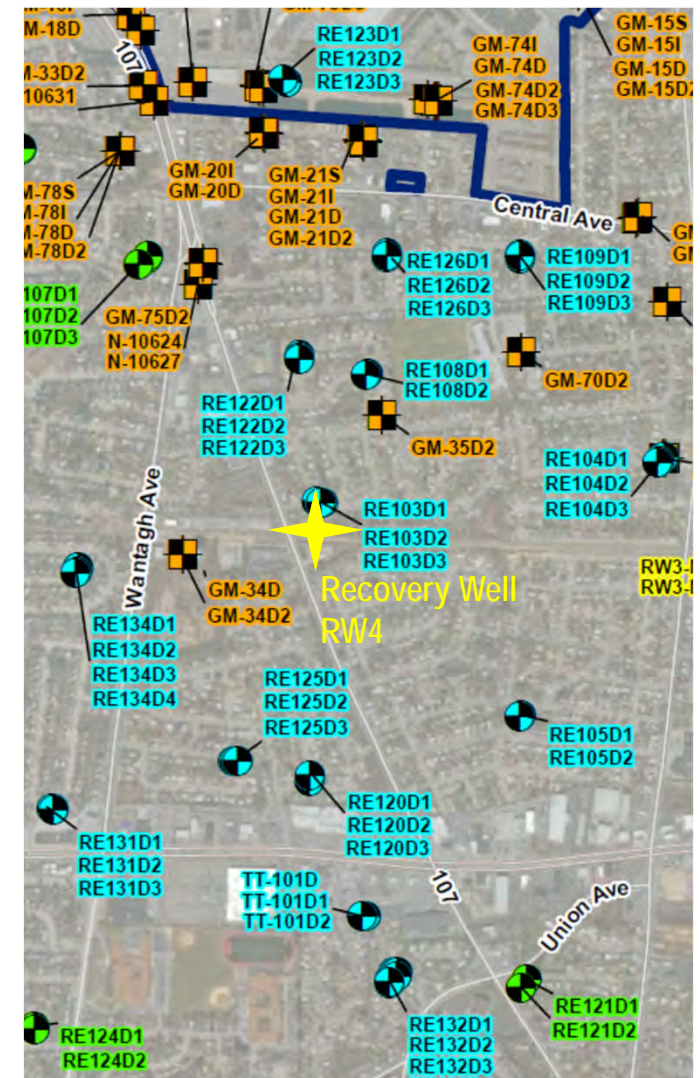 M-18D
107
M-33D2
10631
RE123D1
RE123D2
RE123D3
GM-74I
GM-74D
GM-74D2
GM-74D3
GM-15S
GM-15I
GM-15D
GM-15D2
M-78S
M-78I
M-78D
M-78D2
GM-20I
GM-20D
GM-21S
GM-21I
GM-21D
GM-21D2
Central Ave
GM
107D1
107D2
107D3
GM-75D2
N-10624
N-10627
RE126D1
RE126D2
RE126D3
RE109D1
RE109D2
RE109D3
RE122D1
RE122D2
RE122D3
RE108D1
RE108D2
GM-70D2
GM-35D2
RE104D1
RE104D2
RE104D3
RE103D1
RE103D2
RE103D3
Wantagh Ave
GM-34D
GM-34D2
Recovery Well
RW4
RW3-
RW3-
RE134D1
RE134D2
RE134D3
RE134D4
RE125D1
RE125D2
RE125D3
RE105D1
RE105D2
RE120D1
RE120D2
RE120D3
RE131D1
RE131D2
RE131D3
TT-101D
TT-101D1
TT-101D2
107
Union Ave
RE121D1
RE121D2
RE124D1
RE124D2
RE132D1
RE132D2
RE132D3